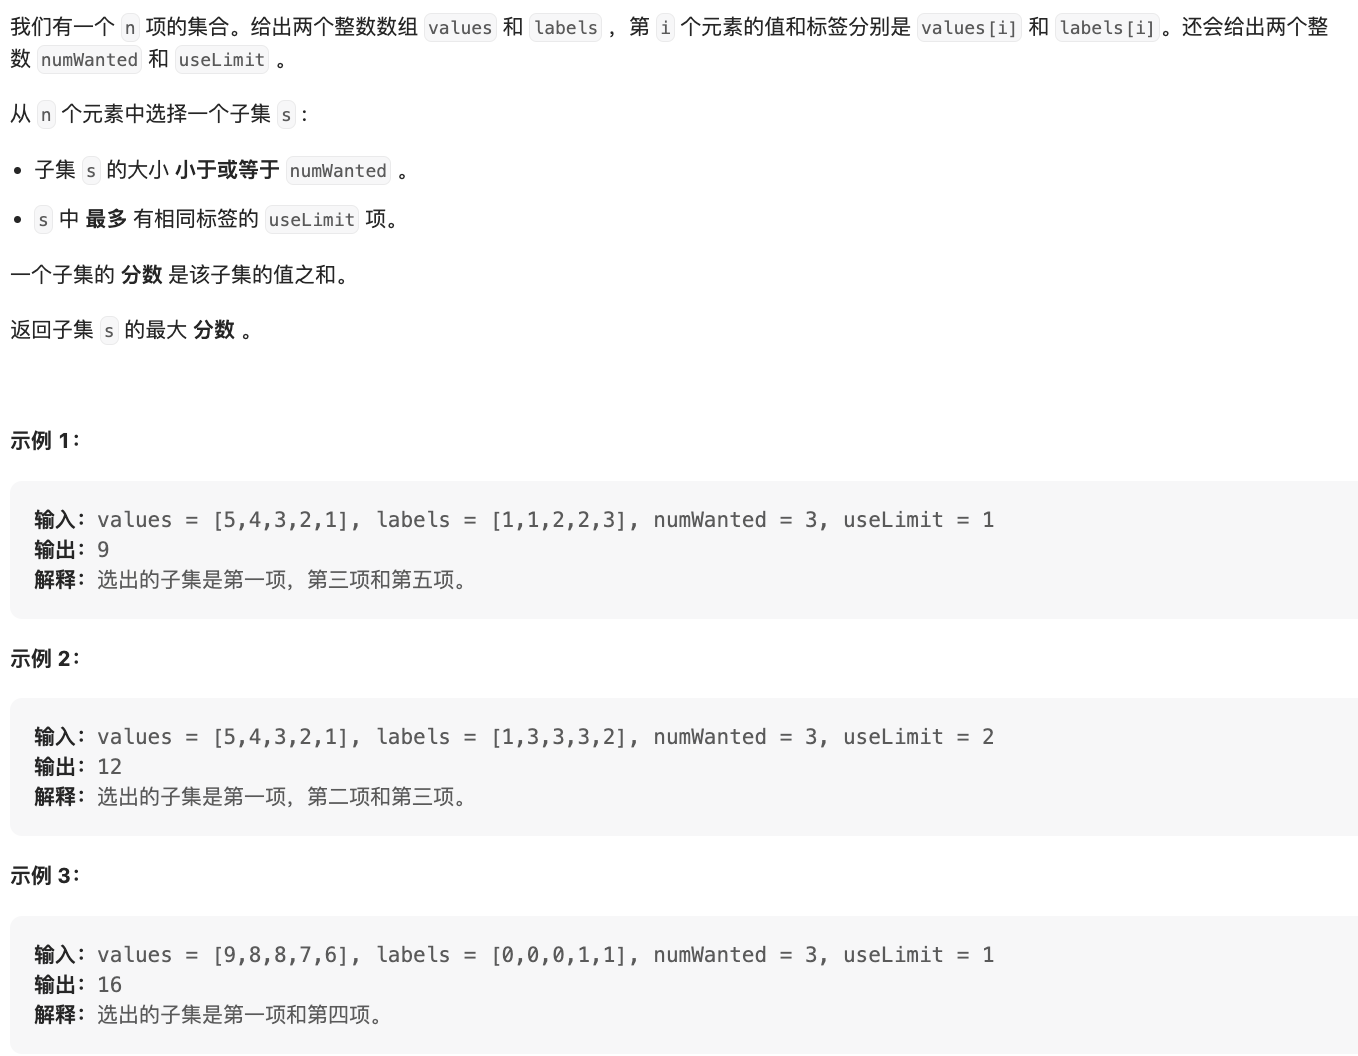 我们有一个 n 项的集合。给出两个整数数组 values 和 labels ，第 i 个元素的值和标签分别是 values[i] 和 labels[i]。还会给出两个整
数 numWanted 和 useLimit 。
从 n 个元素中选择一个子集 s :
• 子集 s 的大小 小于或等于 numWanted 。
• s 中 最多 有相同标签的 useLimit 项。
一个子集的 分数 是该子集的值之和。
返回子集 s 的最大 分数 。
示例 1：
输入：values = [5,4,3,2,1], labels = [1,1,2,2,3], numWanted = 3, useLimit = 1
输出：9
解释：选出的子集是第一项，第三项和第五项。
示例 2：
输入：values = [5,4,3,2,1], labels = [1,3,3,3,2], numWanted = 3, useLimit = 2
输出：12
解释：选出的子集是第一项，第二项和第三项。
示例 3：
输入：values = [9,8,8,7,6], labels = [0,0,0,1,1], numWanted = 3, useLimit = 1
输出：16
解释：选出的子集是第一项和第四项。